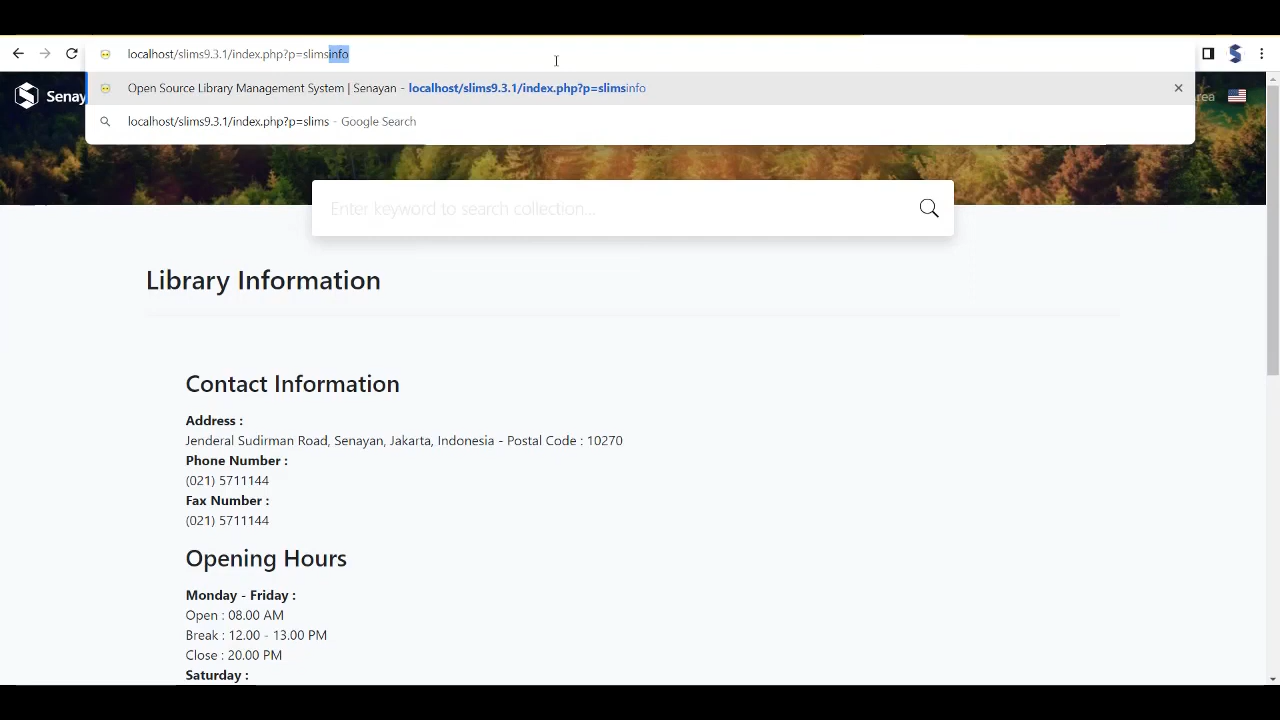 localhost/slims9.3.1/index.php?p=slimsinfo
Open Source Library Management System | Senayan - localhost/slims9.3.1/index.php?p=slimsinfo
localhost/slims9.3.1/index.php?p=slims - Google Search
Senay
rea
Enter keyword to search collection...
Library Information
Contact Information
Address :
Jenderal Sudirman Road, Senayan, Jakarta, Indonesia - Postal Code : 10270
Phone Number :
(021) 5711144
Fax Number :
(021) 5711144
Opening Hours
Monday - Friday :
Open : 08.00 AM
Break : 12.00 - 13.00 PM
Close : 20.00 PM
Saturday :